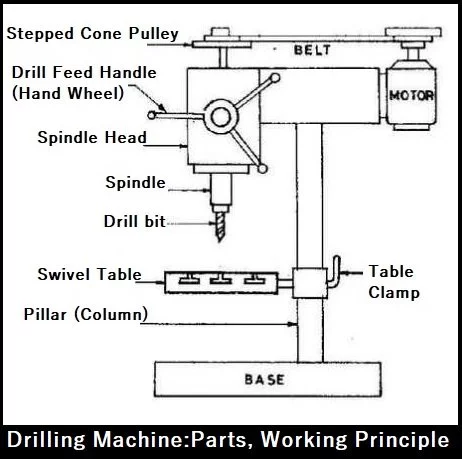 Stepped Cone Pulley
BELT
Drill Feed Handle
(Hand Wheel)
MOTOR
Spindle Head
Spindle
Drill bit
Swivel Table
Table
Clamp
Pillar (Column)
BASE
Drilling Machine:Parts, Working Principle